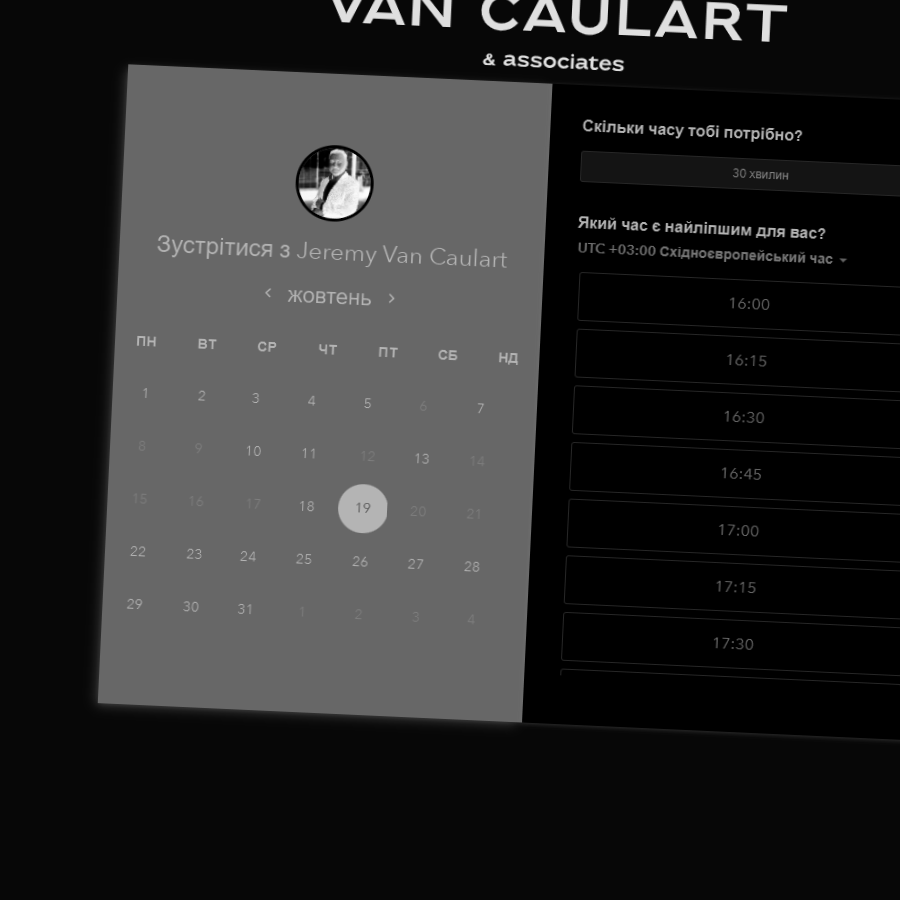 VAN CAULART
& associates
Зустрітися з Jeremy Van Caulart
жовтень
ПН ВТ СР ЧТ ПТ СБ НД
1 2 3 4 5 6 7
8 9 10 11 12 13 14
15 16 17 18 19 20 21
22 23 24 25 26 27 28
29 30 31 1 2 3 4
Скільки часу тобі потрібно?
30 хвилин
Який час є найліпшим для вас?
UTC +03:00 Східноєвропейський час
16:00
16:15
16:30
16:45
17:00
17:15
17:30